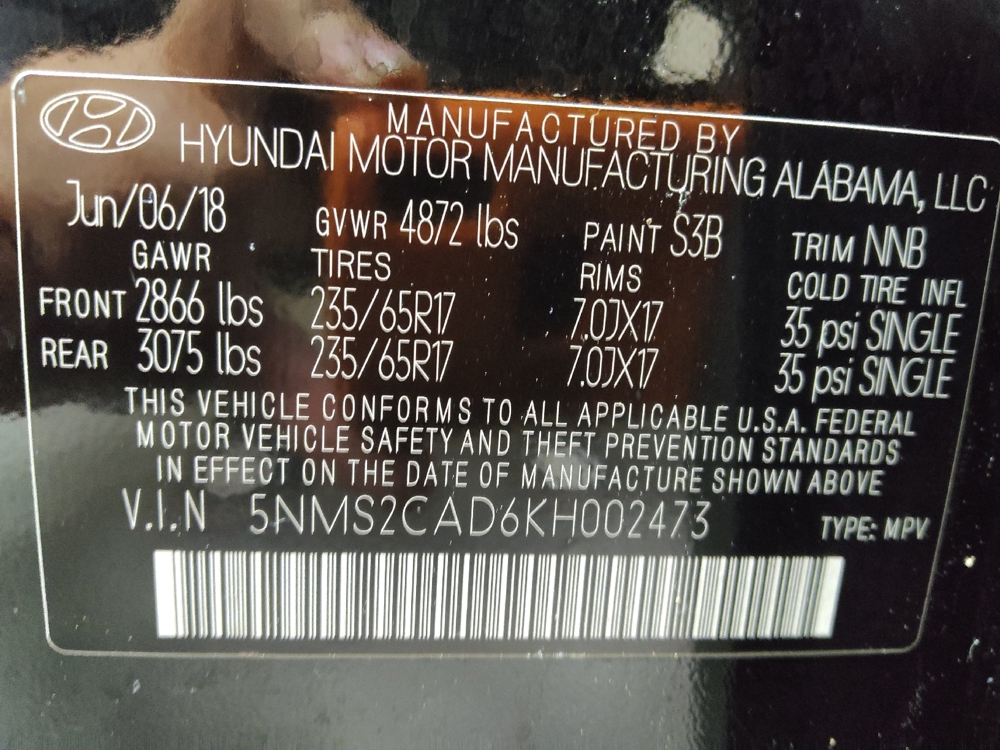 MANUFACTURED BY
HYUNDAI MOTOR MANUFACTURING ALABAMA, LLC
Jun/06/18 GVWR 4872 lbs PAINT S3B TRIM NNB
GAWR TIRES RIMS COLD TIRE INFL
FRONT 2866 lbs 235/65R17 7.0JX17 35 psi SINGLE
REAR 3075 lbs 235/65R17 7.0JX17 35 psi SINGLE
THIS VEHICLE CONFORMS TO ALL APPLICABLE U.S.A. FEDERAL
MOTOR VEHICLE SAFETY AND THEFT PREVENTION STANDARDS
IN EFFECT ON THE DATE OF MANUFACTURE SHOWN ABOVE
V.I.N 5NMS2CAD6KH002473 TYPE: MPV